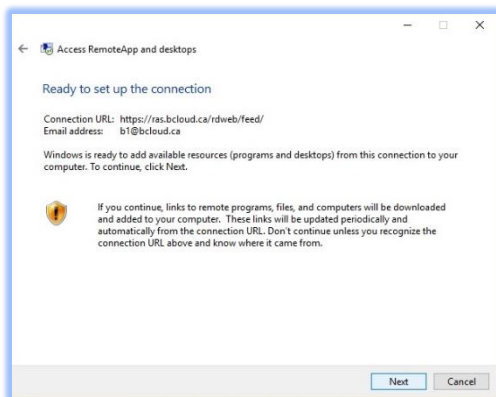 Access RemoteApp and desktops
Ready to set up the connection
Connection URL: https://ras.bcloud.ca/rdweb/feed/
Email address: b1@bcloud.ca
Windows is ready to add available resources (programs and desktops) from this connection to your
computer. To continue, click Next.
If you continue, links to remote programs, files, and computers will be downloaded
and added to your computer. These links will be updated periodically and
automatically from the connection URL. Don't continue unless you recognize the
connection URL above and know where it came from.
Next Cancel